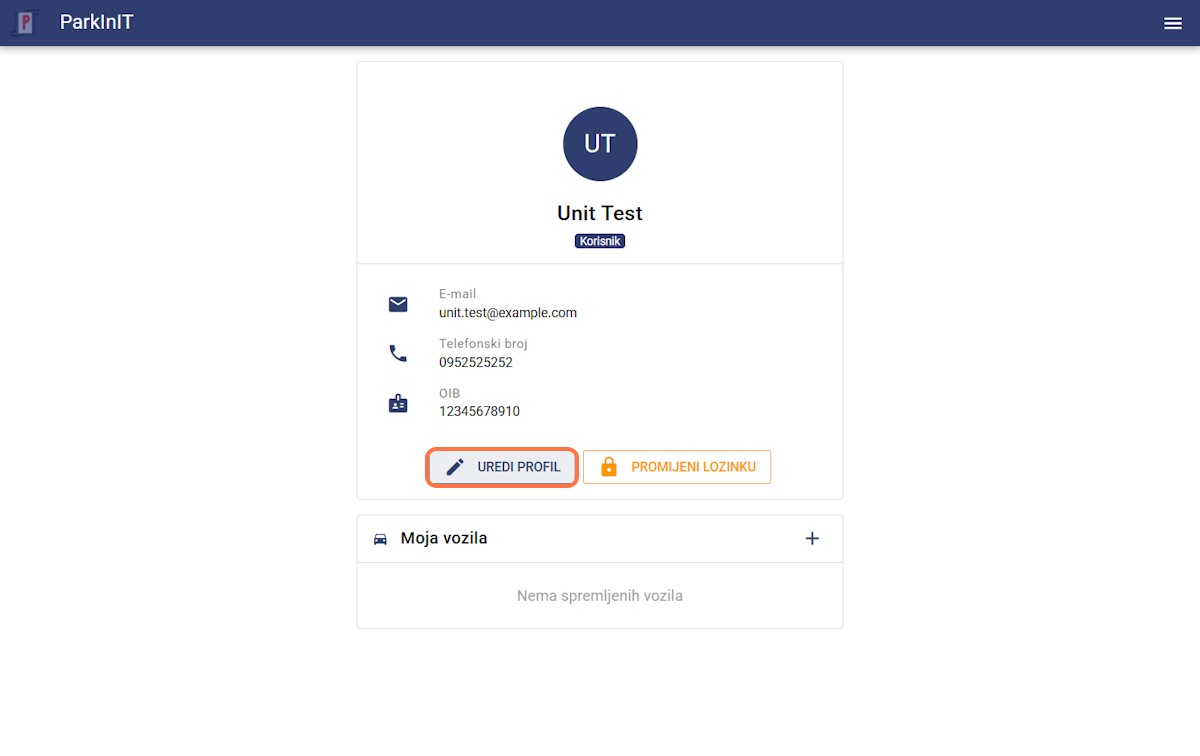 P
ParkInIT
UT
Unit Test
Korisnik
E-mail
unit.test@example.com
Telefonski broj
0952525252
OIB
12345678910
UREDI PROFIL
PROMIJENI LOZINKU
Moja vozila
Nema spremljenih vozila